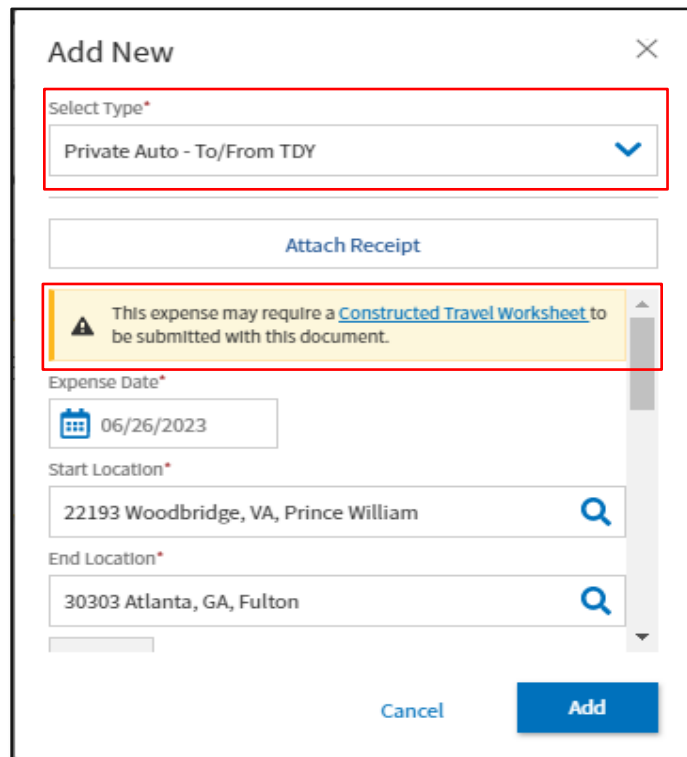 Add New
Select Type*
Private Auto - To/From TDY
Attach Receipt
This expense may require a Constructed Travel Worksheet to
be submitted with this document.
Expense Date*
06/26/2023
Start Location*
22193 Woodbridge, VA, Prince William
End Location*
30303 Atlanta, GA, Fulton
Cancel
Add